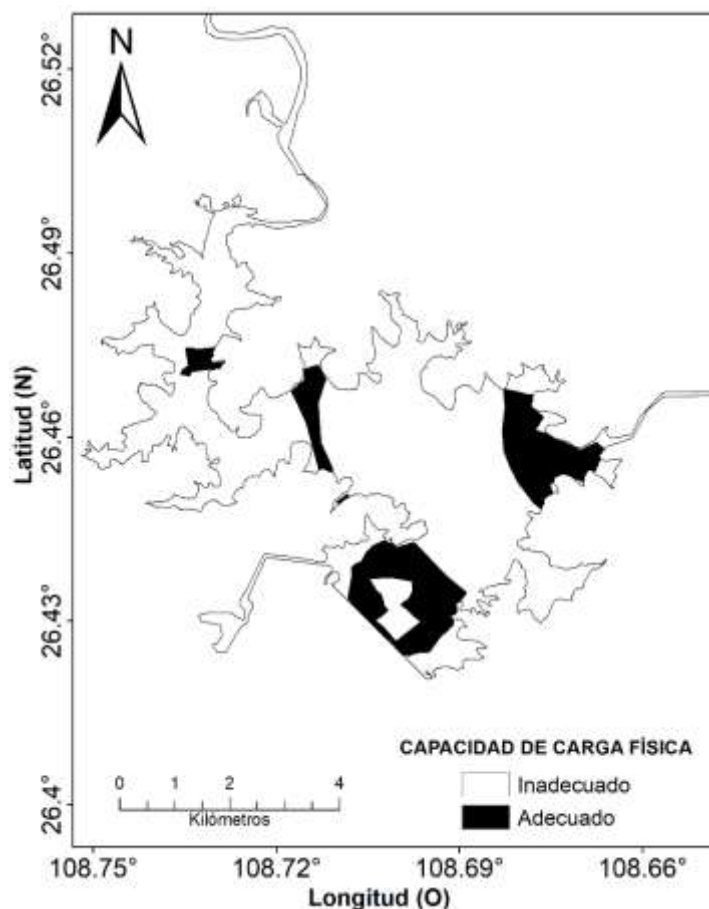 N
26.52°
26.49°
26.46°
26.43°
26.4°
Latitud (N)
CAPACIDAD DE CARGA FÍSICA
Inadecuado
Adecuado
0 1 2 4
Kilómetros
108.75° 108.72° 108.69° 108.66°
Longitud (O)